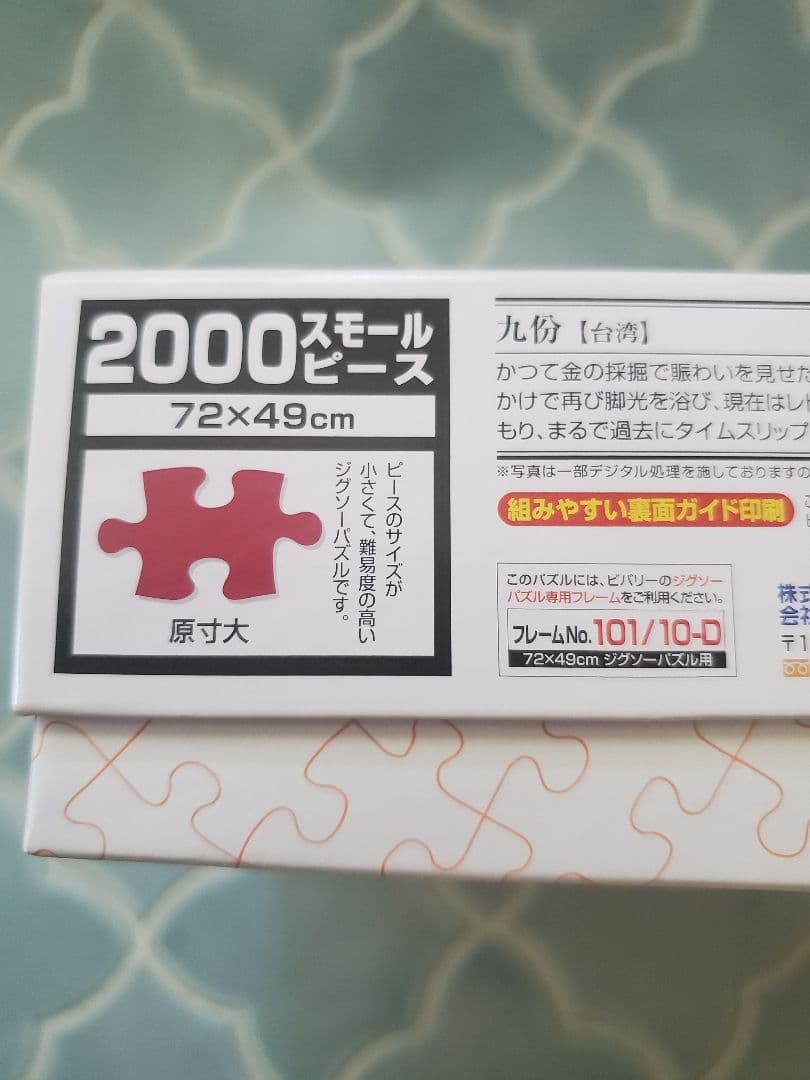 2000スモールピース
72×49cm
ピースのサイズが
小さくて、難易度の高い
ジグソーパズルです。
原寸大
九份【台湾】
かつて金の採掘で賑わいを見せた
かけで再び脚光を浴び、現在はレ
もり、まるで過去にタイムスリップ
※写真は一部デジタル処理を施しておりますの
組みやすい裏面ガイド印刷
このパズルには、ビバリーのジグソー
パズル専用フレームをご利用ください。
フレームNo.101/10-D
72×49cm ジグソーパズル用
株式
会社
〒1